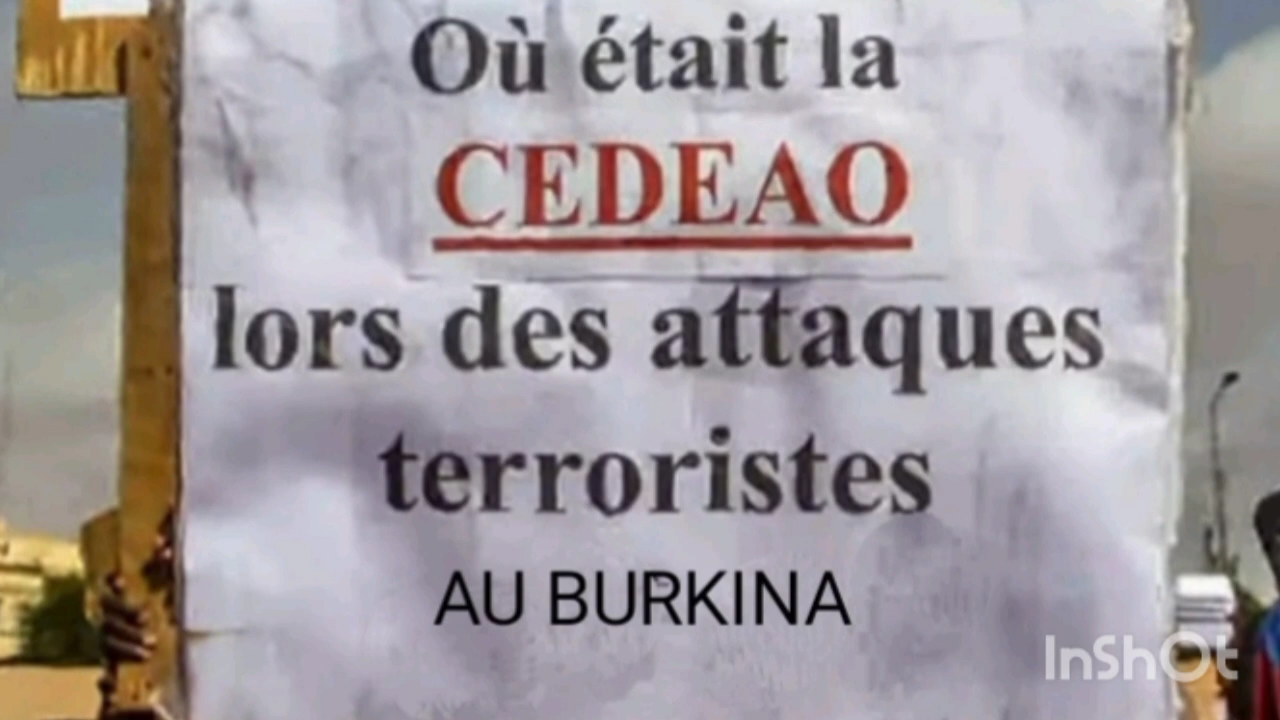 Où était la
CEDEAO
lors des attaques
terroristes
AU BURKINA
InShOt